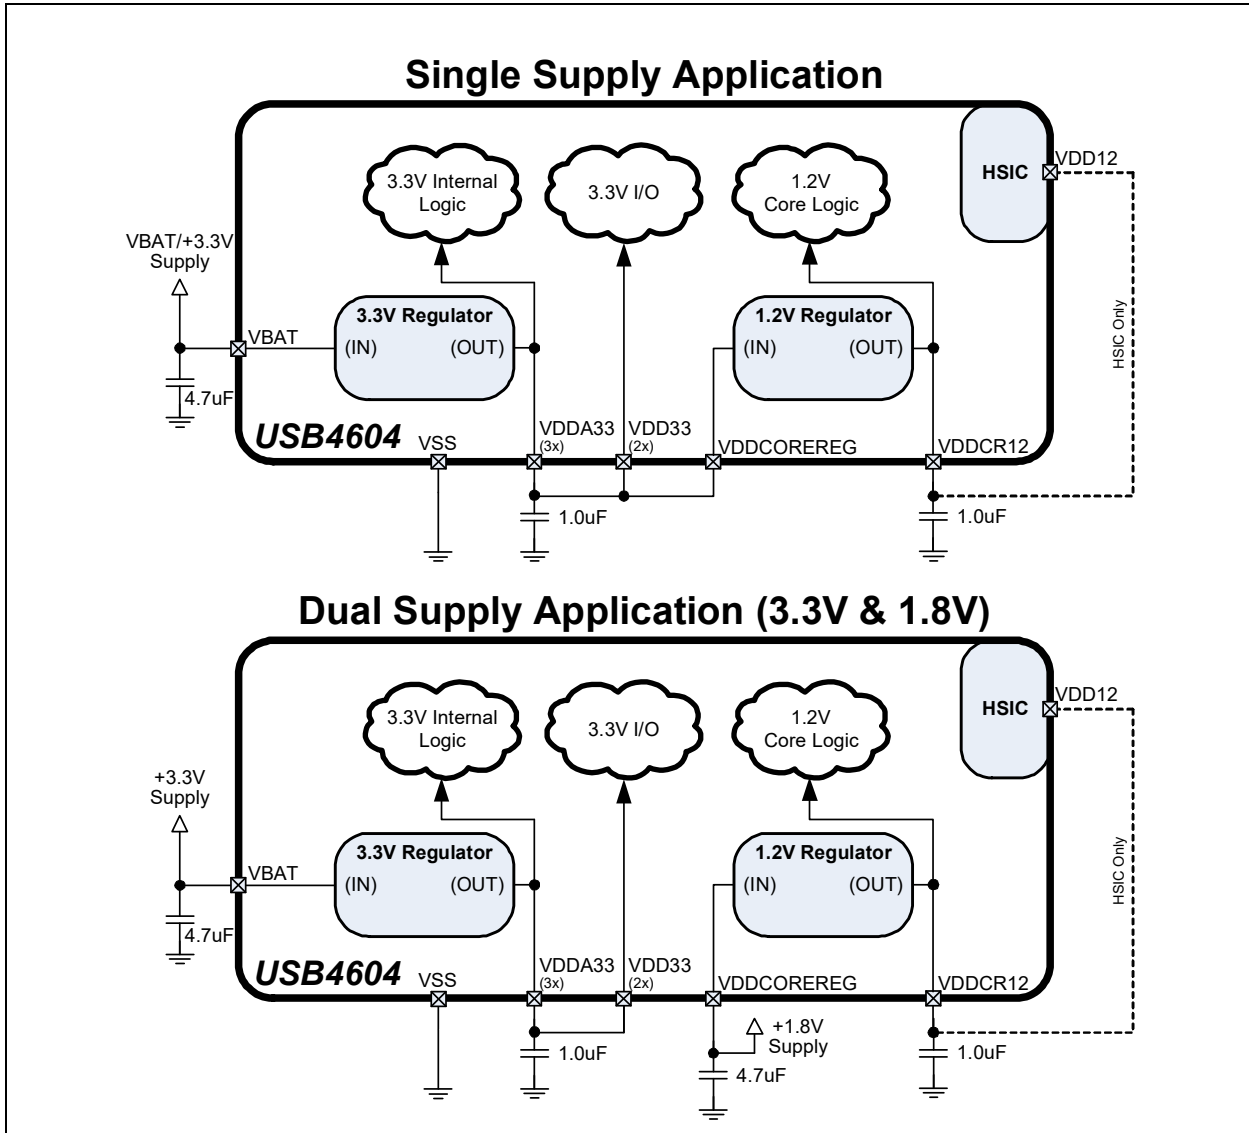 Single Supply Application
HSIC
VDD12
3.3V Internal
Logic
3.3V I/O
1.2V
Core Logic
VBAT/+3.3V
Supply
HSIC Only
3.3V Regulator
1.2V Regulator
VBAT
(IN)
(OUT)
(IN)
(OUT)
4.7uF
USB4604
VSS
VDDA33
(3x)
VDD33
(2x)
VDDCOREREG
VDDCR12
1.0uF
1.0uF
Dual Supply Application (3.3V & 1.8V)
HSIC
VDD12
3.3V Internal
Logic
3.3V I/O
1.2V
Core Logic
+3.3V
Supply
HSIC Only
3.3V Regulator
1.2V Regulator
VBAT
(IN)
(OUT)
(IN)
(OUT)
4.7uF
USB4604
VSS
VDDA33
(3x)
VDD33
(2x)
VDDCOREREG
VDDCR12
+1.8V
Supply
1.0uF
4.7uF
1.0uF